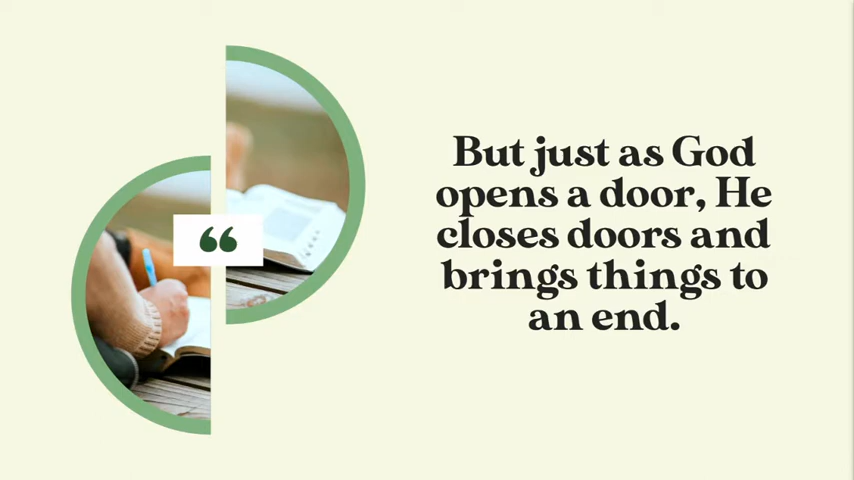 “
But just as God
opens a door, He
closes doors and
brings things to
an end.